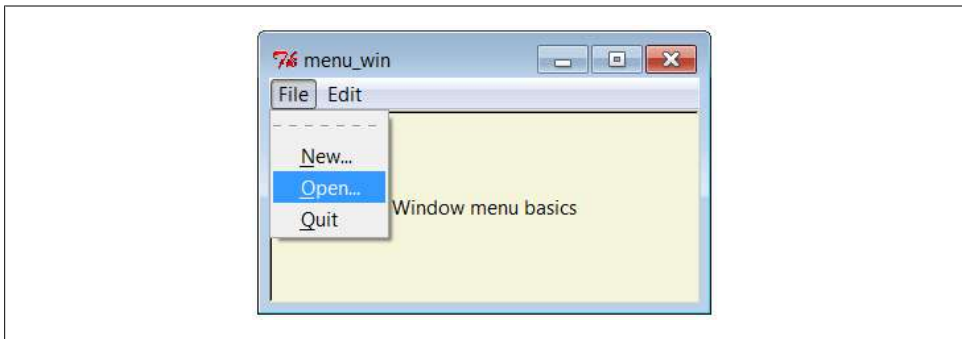 menu_win
File Edit
New...
Open...
Quit
Window menu basics